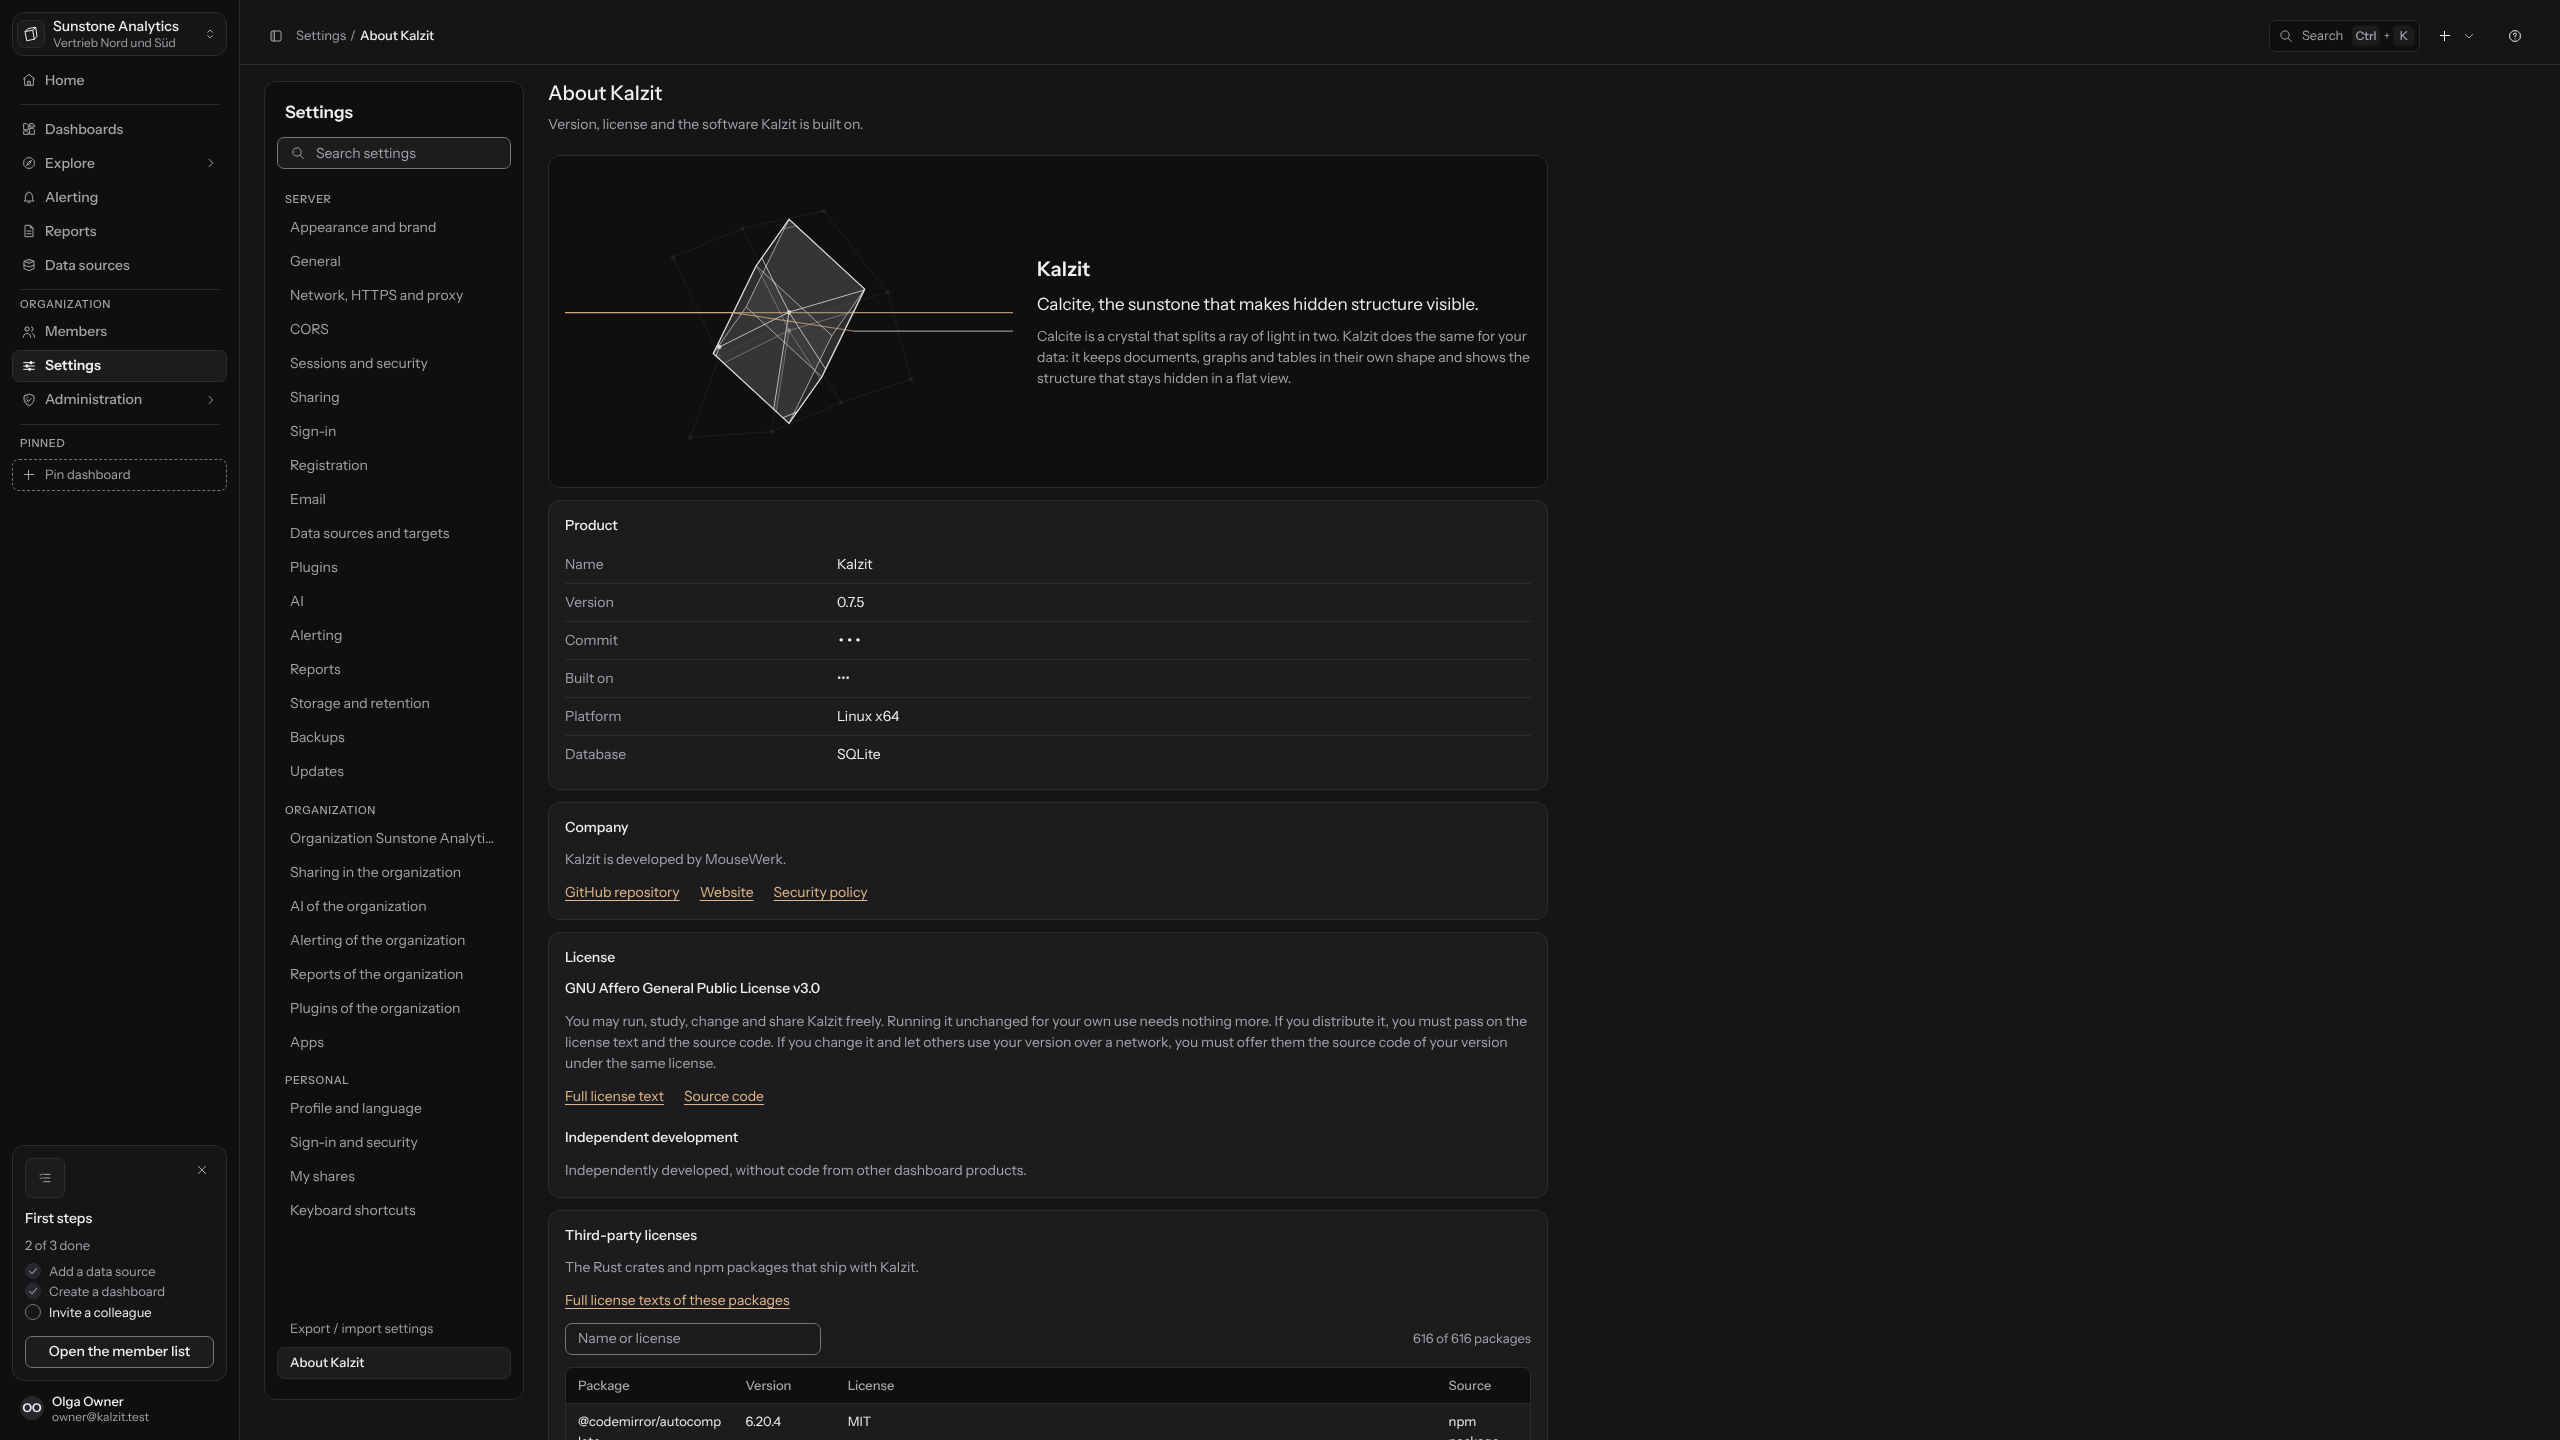 Sunstone Analytics
Vertrieb Nord und Süd
Home
Dashboards
Explore
Alerting
Reports
Data sources
ORGANIZATION
Members
Settings
Administration
PINNED
Pin dashboard
First steps
2 of 3 done
Add a data source
Create a dashboard
Invite a colleague
Open the member list
OO
Olga Owner
owner@kalzit.test
Settings / About Kalzit
Search Ctrl + K
Settings
Search settings
SERVER
Appearance and brand
General
Network, HTTPS and proxy
CORS
Sessions and security
Sharing
Sign-in
Registration
Email
Data sources and targets
Plugins
AI
Alerting
Reports
Storage and retention
Backups
Updates
ORGANIZATION
Organization Sunstone Analyti...
Sharing in the organization
AI of the organization
Alerting of the organization
Reports of the organization
Plugins of the organization
Apps
PERSONAL
Profile and language
Sign-in and security
My shares
Keyboard shortcuts
Export / import settings
About Kalzit
About Kalzit
Version, license and the software Kalzit is built on.
Kalzit
Calcite, the sunstone that makes hidden structure visible.
Calcite is a crystal that splits a ray of light in two. Kalzit does the same for your
data: it keeps documents, graphs and tables in their own shape and shows the
structure that stays hidden in a flat view.
Product
Name Kalzit
Version 0.7.5
Commit •••
Built on ···
Platform Linux x64
Database SQLite
Company
Kalzit is developed by MouseWerk.
GitHub repository Website Security policy
License
GNU Affero General Public License v3.0
You may run, study, change and share Kalzit freely. Running it unchanged for your own use needs nothing more. If you distribute it, you must pass on the
license text and the source code. If you change it and let others use your version over a network, you must offer them the source code of your version
under the same license.
Full license text Source code
Independent development
Independently developed, without code from other dashboard products.
Third-party licenses
The Rust crates and npm packages that ship with Kalzit.
Full license texts of these packages
Name or license
616 of 616 packages
Package Version License Source
@codemirror/autocomp 6.20.4 MIT npm